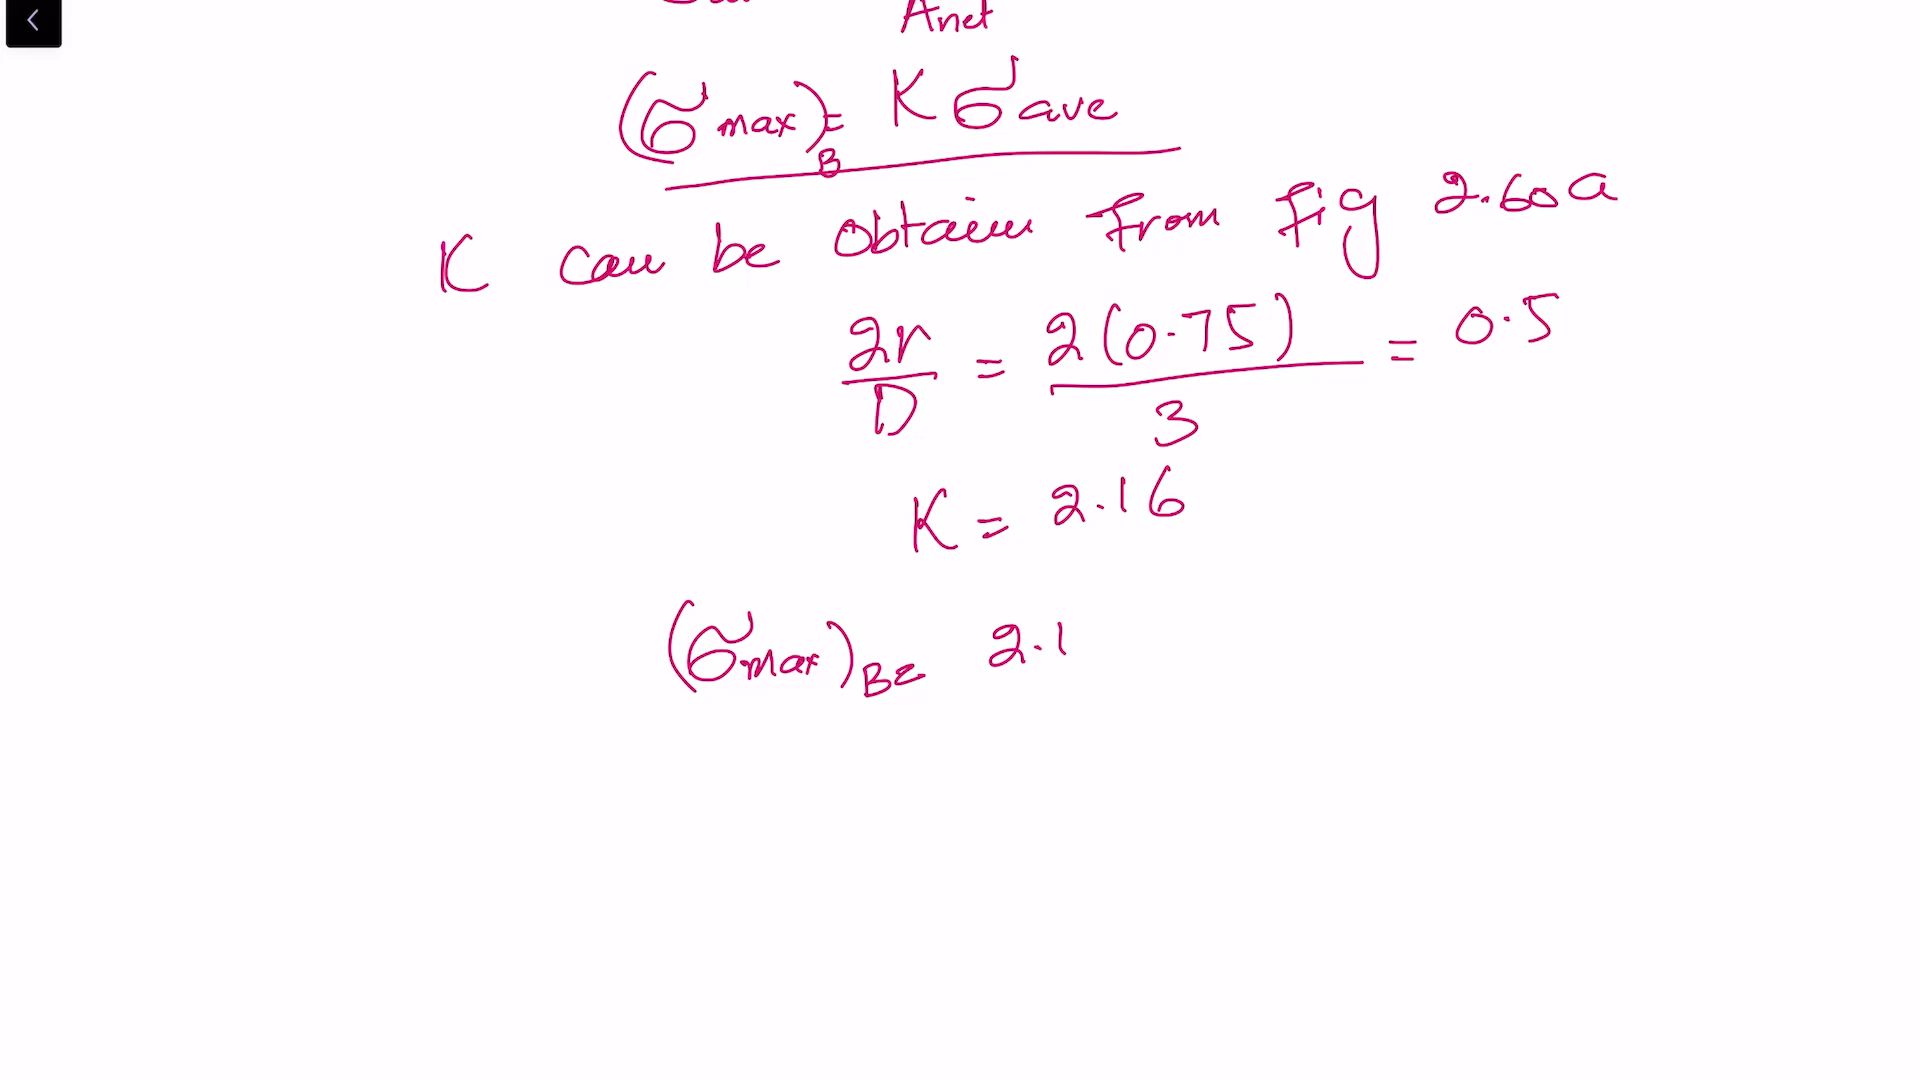 Anet
(σmax)B = Kσave
K can be obtain from fig 2.60a
2r/D = 2(0.75)/3 = 0.5
K = 2.16
(σmax)B = 2.1